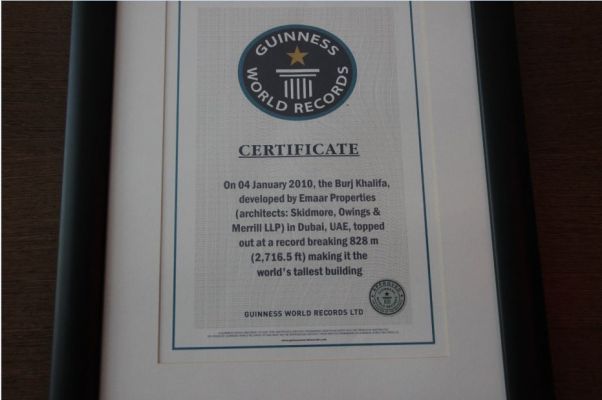 GUINNESS
WORLD RECORDS
CERTIFICATE
On 04 January 2010, the Burj Khalifa,
developed by Emaar Properties
(architects: Skidmore, Owings &
Merrill LLP) in Dubai, UAE, topped
out at a record breaking 828 m
(2,716.5 ft) making it the
world's tallest building
GUINNESS WORLD RECORDS LTD